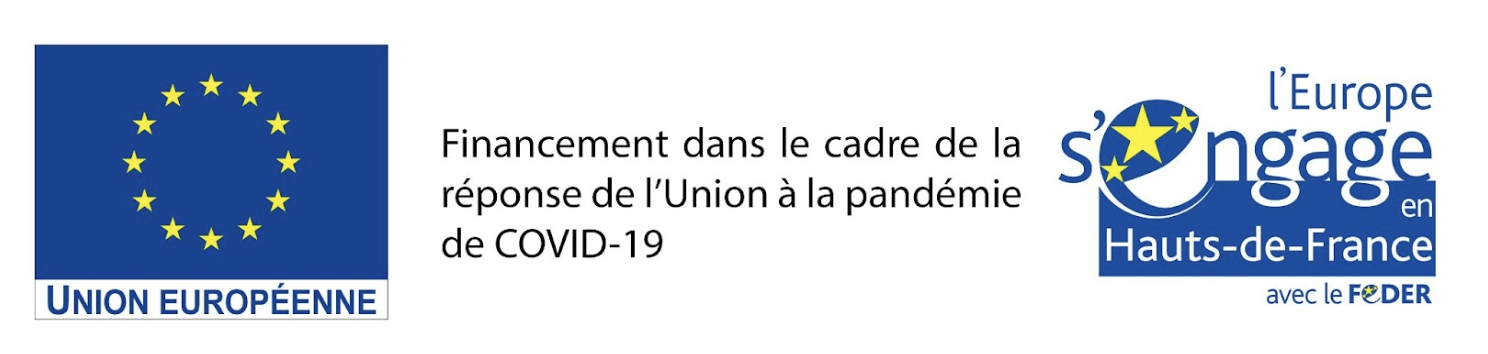 UNION EUROPÉENNE
Financement dans le cadre de la
réponse de l'Union à la pandémie
de COVID-19
l'Europe
s'engage
en
Hauts-de-France
avec le FEDER